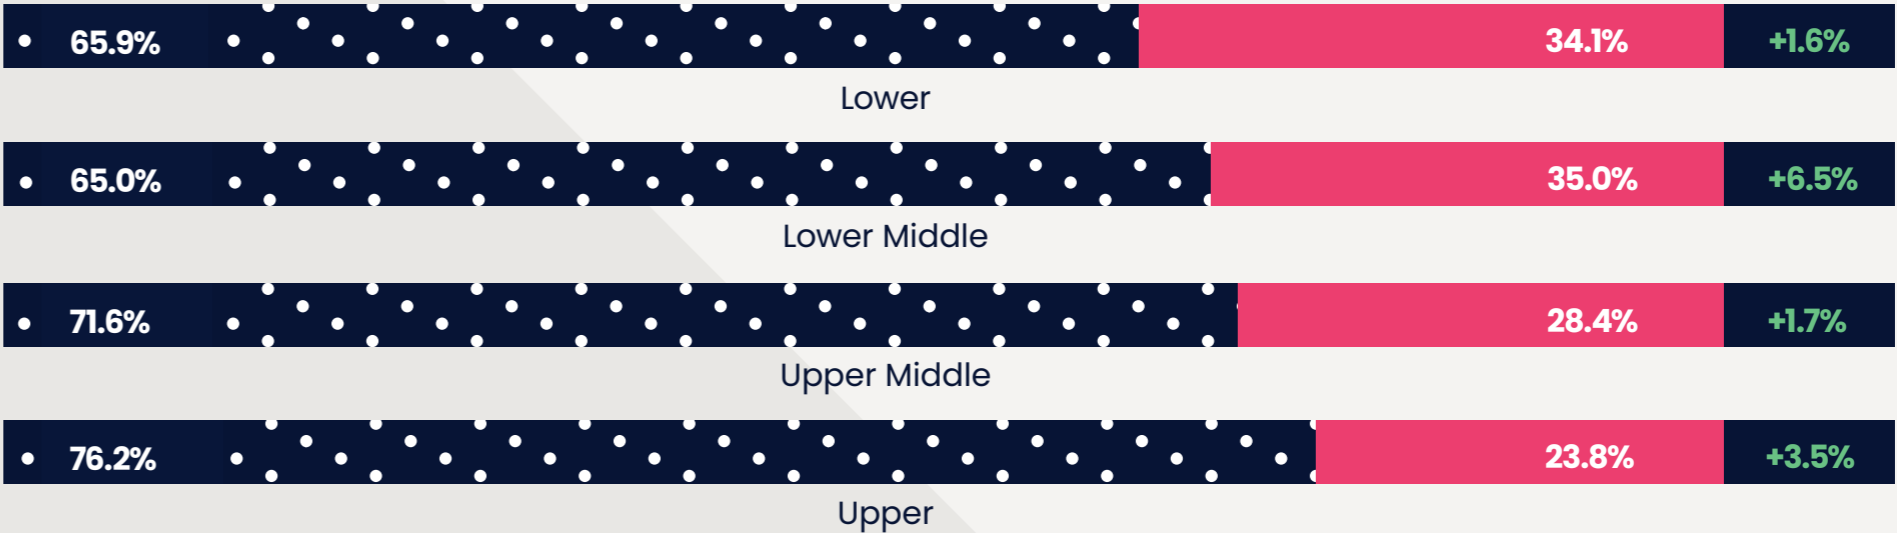 65.9% 34.1% +1.6%
Lower
65.0% 35.0% +6.5%
Lower Middle
71.6% 28.4% +1.7%
Upper Middle
76.2% 23.8% +3.5%
Upper